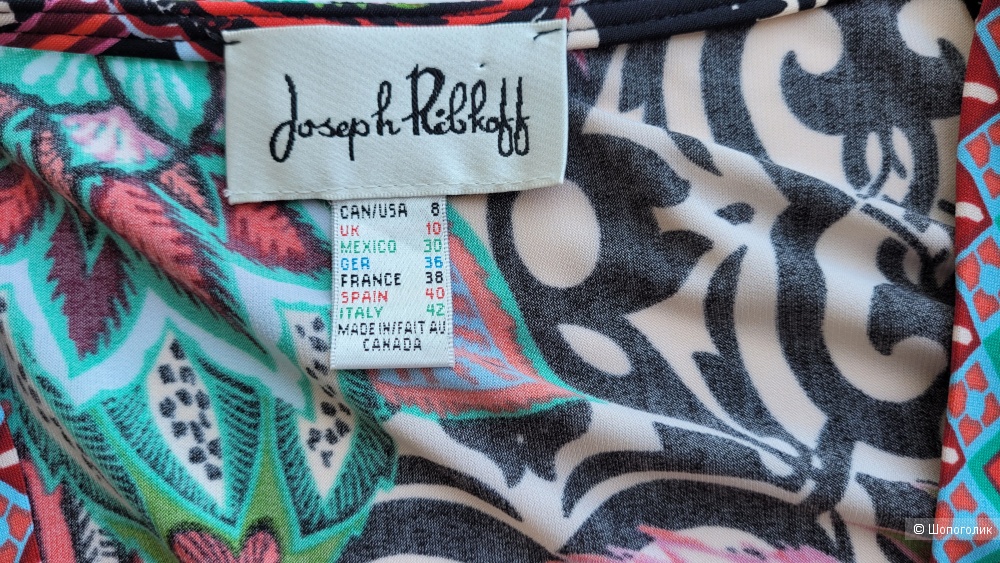 Joseph Ribkoff
CAN/USA 8
UK 10
MEXICO 30
GER 36
FRANCE 38
SPAIN 40
ITALY 42
MADE IN/FAIT AU
CANADA
© Шопоголик